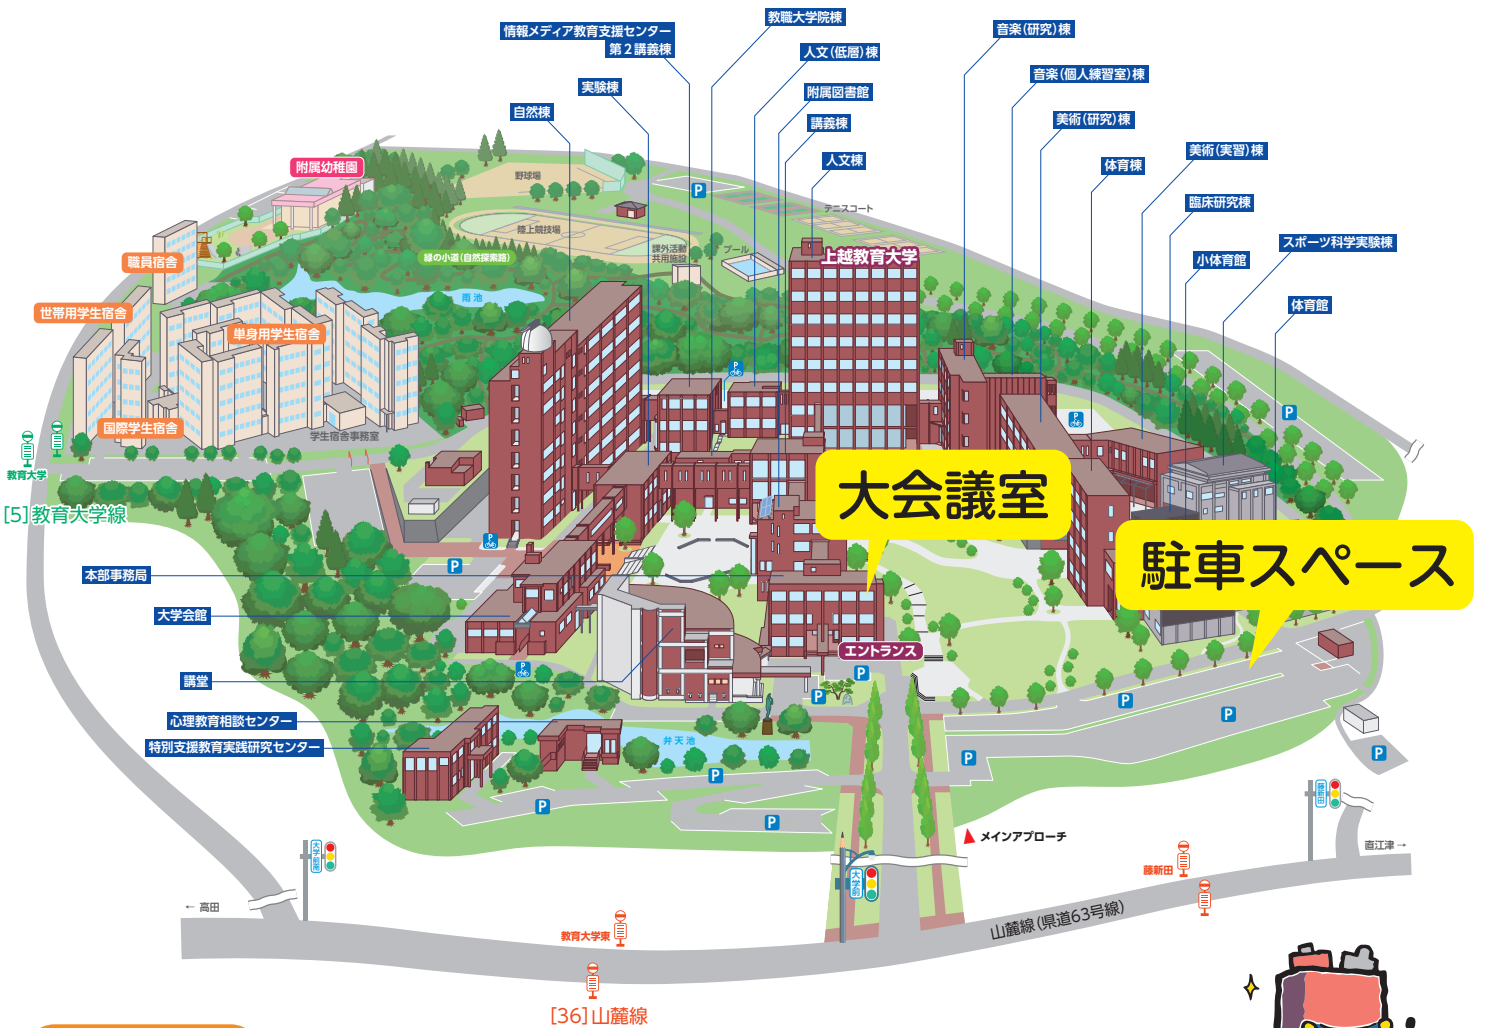 教職大学院棟
情報メディア教育支援センター
第2講義棟
音楽(研究)棟
人文(低層)棟
音楽(個人練習室)棟
実験棟
附属図書館
自然棟
講義棟
美術(研究)棟
人文棟
体育棟
美術(実習)棟
附属幼稚園
野球場
P
臨床研究棟
テニスコート
陸上競技場
スポーツ科学実験棟
課外活動
共用施設
プール
上越教育大学
緑の小道(自然探索路)
職員宿舎
小体育館
雨池
体育館
世帯用学生宿舎
単身用学生宿舎
P
P
P
国際学生宿舎
学生宿舎事務室
教育大学
大会議室
[5]教育大学線
P
駐車スペース
P
本部事務局
大学会館
エントランス
P
P
講堂
P
P
P
心理教育相談センター
弁天池
特別支援教育実践研究センター
P
P
P
P
P
藤新田
メインアプローチ
大学前南
直江津→
藤新田
大学前
←高田
山麓線(県道63号線)
教育大学東
[36]山麓線